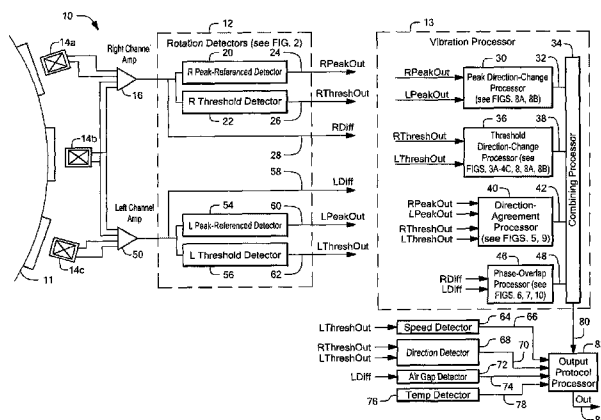 10
12
13
14a
Right Channel
Amp
16
Rotation Detectors (see FIG. 2)
20
24
R Peak-Referenced Detector
RPeakOut
R Threshold Detector
RThreshOut
22
26
RDiff
28
14b
58
LDiff
Left Channel
Amp
50
54
60
L Peak-Referenced Detector
LPeakOut
L Threshold Detector
LThreshOut
56
62
14c
11
Vibration Processor
34
30
32
RPeakOut
LPeakOut
Peak Direction-Change
Processor
(see FIGS. 8A, 8B)
36
38
RThreshOut
LThreshOut
Threshold
Direction-Change
Processor (see
FIGS. 3A-4C, 8, 8A, 8B)
40
42
RPeakOut
LPeakOut
RThreshOut
LThreshOut
Direction-
Agreement
Processor
(see FIGS. 5, 9)
46
48
RDiff
LDiff
Phase-Overlap
Processor (see
FIGS. 6, 7, 10)
Combining Processor
64
66
80
LThreshOut
Speed Detector
68
70
RThreshOut
LThreshOut
Direction Detector
72
LDiff
Air Gap Detector
74
76
Temp Detector
78
Output
Protocol
Processor
Out